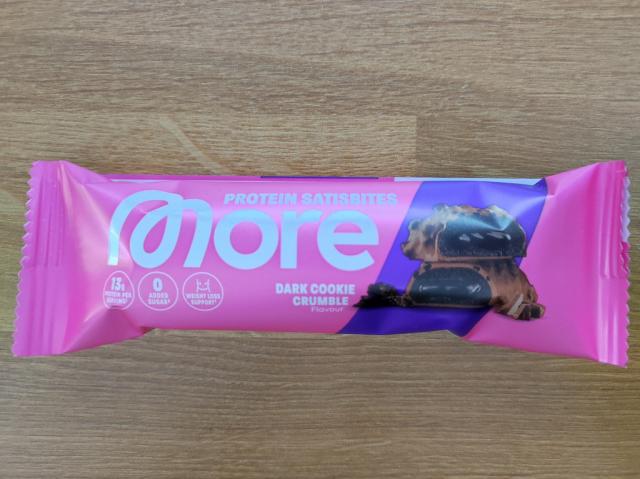 PROTEIN SATISBITES
more
13g
PROTEIN PER
0
ADDED
SUGAR
WEIGHT LOSS
SUPPORT
DARK COOKIE
CRUMBLE
Flavour